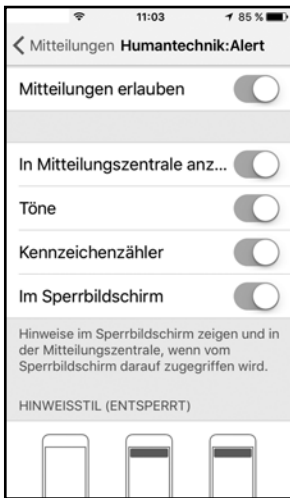 11:03 85 %
Mitteilungen Humantechnik:Alert
Mitteilungen erlauben
In Mitteilungszentrale anz...
Töne
Kennzeichenzähler
Im Sperrbildschirm
Hinweise im Sperrbildschirm zeigen und in
der Mitteilungszentrale, wenn vom
Sperrbildschirm darauf zugegriffen wird.
HINWEISSTIL (ENTSPERRT)